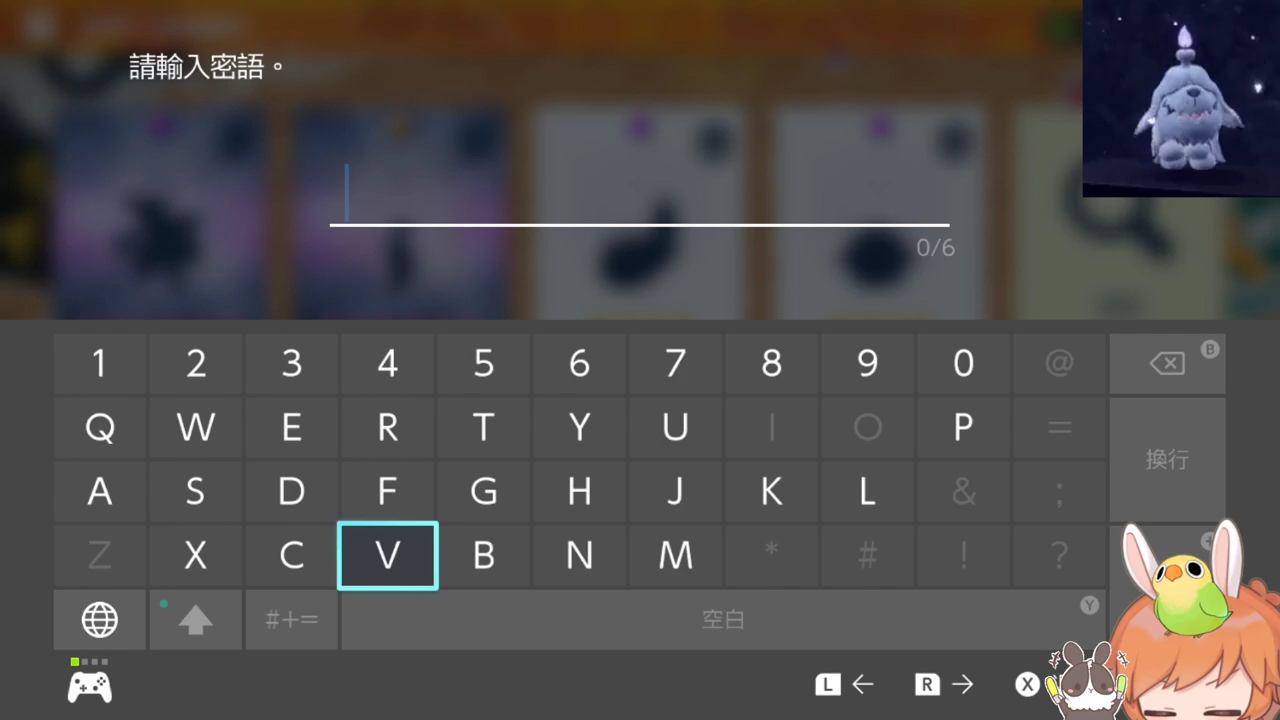 請輸入密語。
0/6
1 2 3 4 5 6 7 8 9 0 @
B
Q W E R T Y U I O P =
換行
A S D F G H J K L & ;
Z X C V B N M * # ! ?
+
#+= 空白 Y
L ← R → X